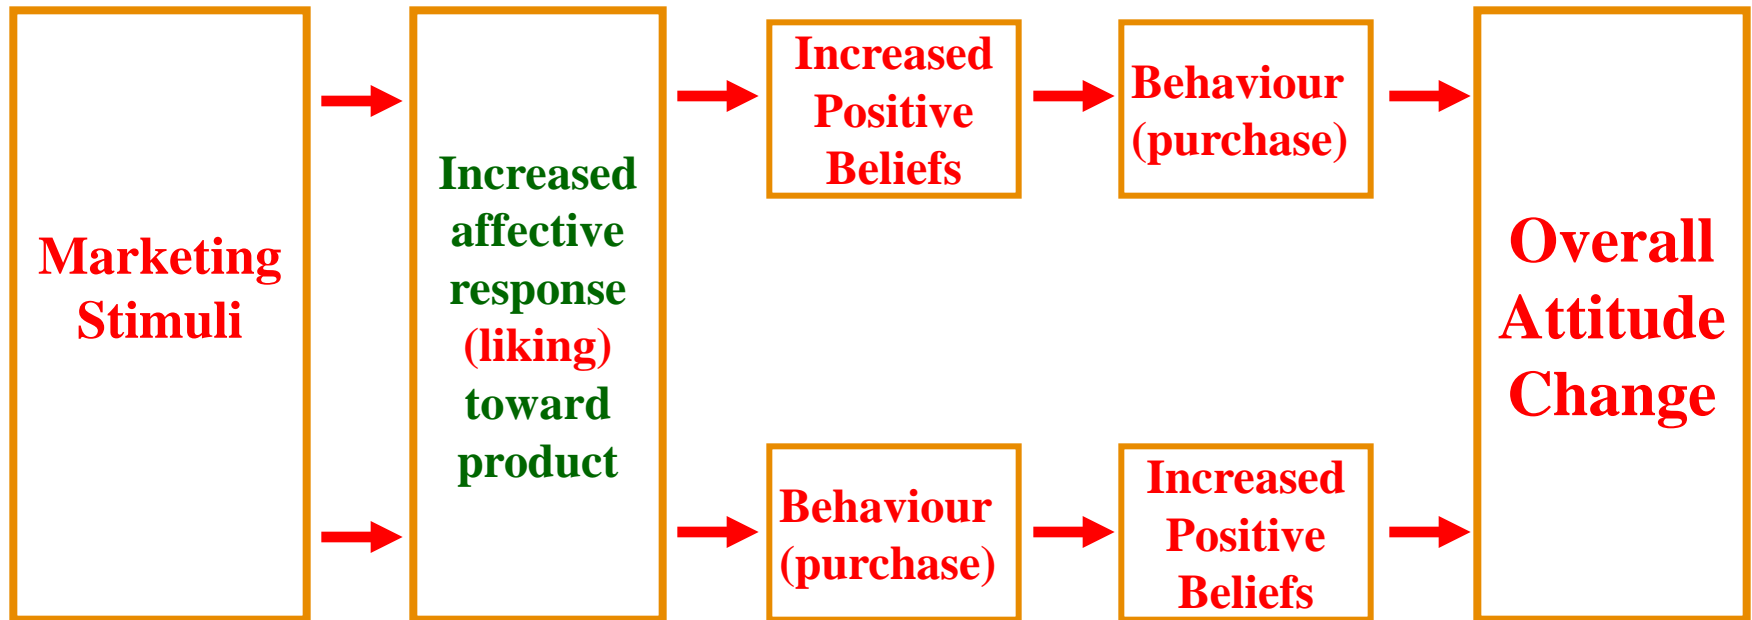 Marketing
Stimuli
Increased
affective
response
(liking)
toward
product
Increased
Positive
Beliefs
Behaviour
(purchase)
Behaviour
(purchase)
Increased
Positive
Beliefs
Overall
Attitude
Change